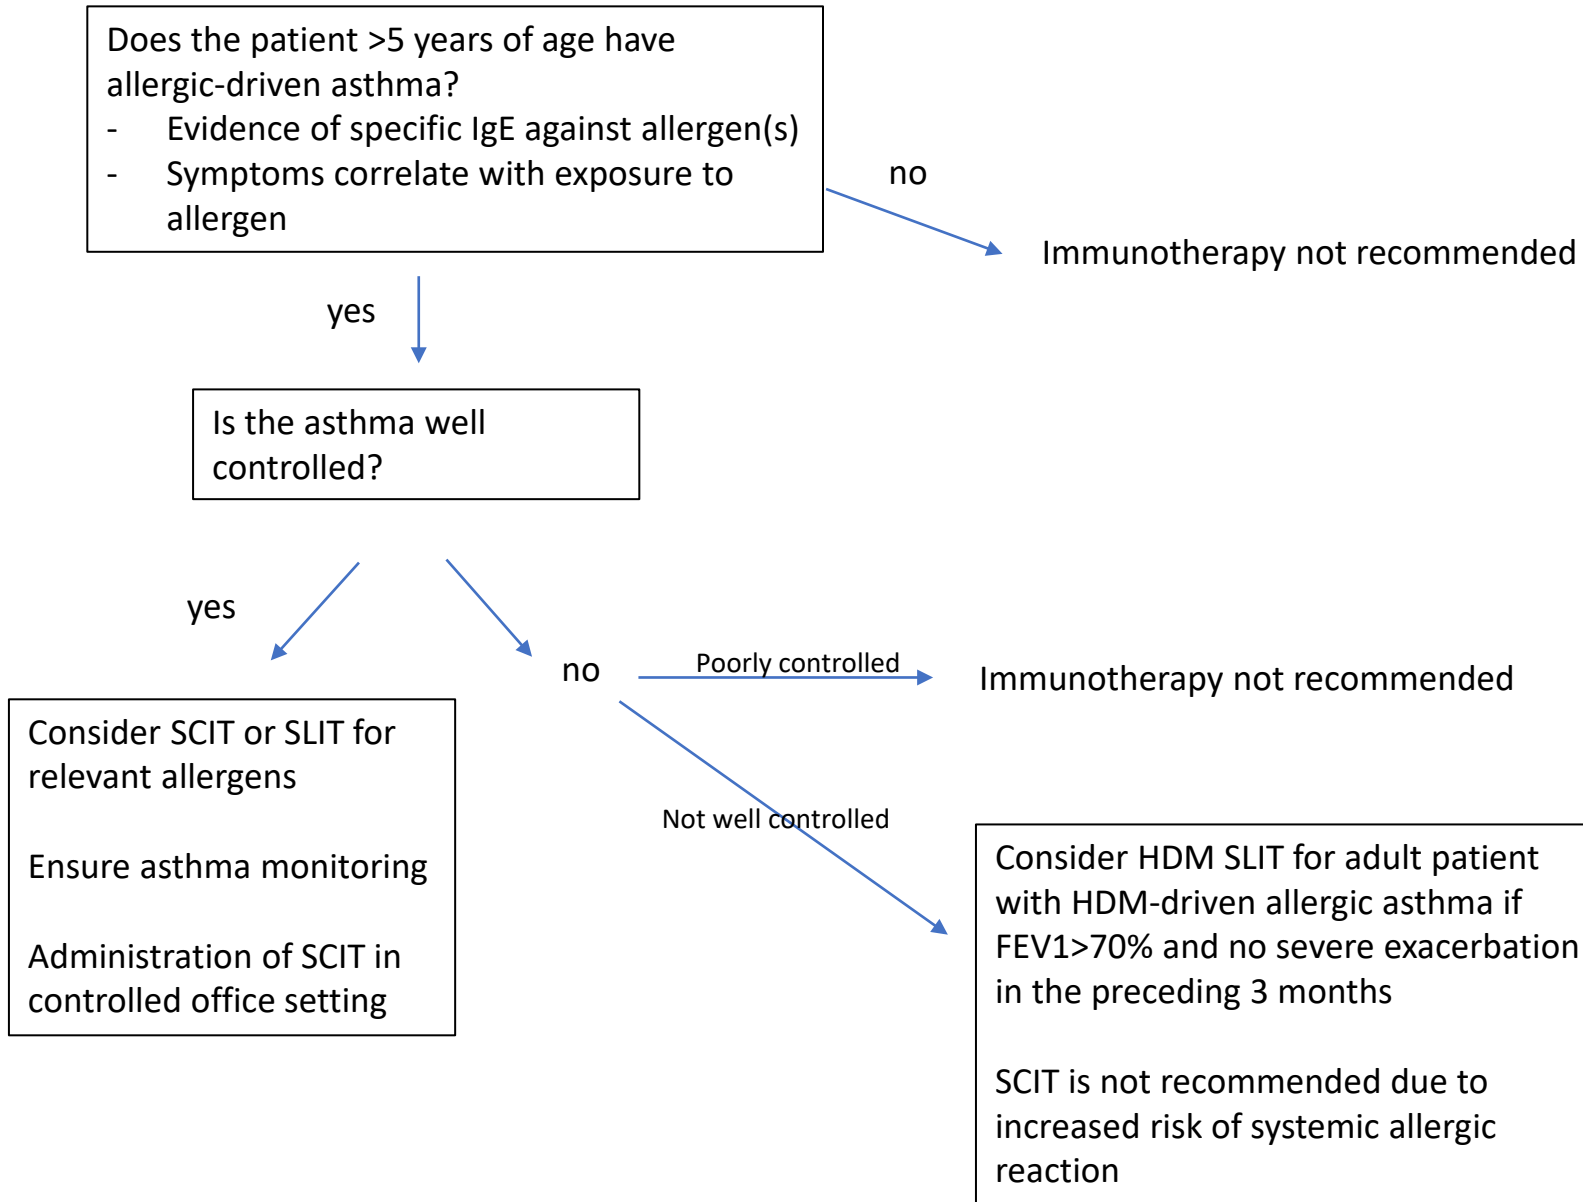 Does the patient >5 years of age have
allergic-driven asthma?
- Evidence of specific IgE against allergen(s)
- Symptoms correlate with exposure to
allergen
no
Immunotherapy not recommended
yes
Is the asthma well
controlled?
yes
no
Poorly controlled
Immunotherapy not recommended
Not well controlled
Consider SCIT or SLIT for
relevant allergens
Ensure asthma monitoring
Administration of SCIT in
controlled office setting
Consider HDM SLIT for adult patient
with HDM-driven allergic asthma if
FEV1>70% and no severe exacerbation
in the preceding 3 months
SCIT is not recommended due to
increased risk of systemic allergic
reaction